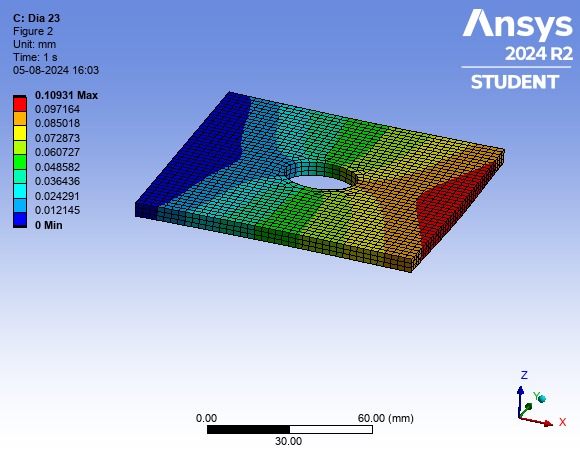 C: Dia 23
Figure 2
Unit: mm
Time: 1 s
05-08-2024 16:03
0.10931 Max
0.097164
0.085018
0.072873
0.060727
0.048582
0.036436
0.024291
0.012145
0 Min
Ansys
2024 R2
STUDENT
0.00
60.00 (mm)
30.00
Z
Y
X